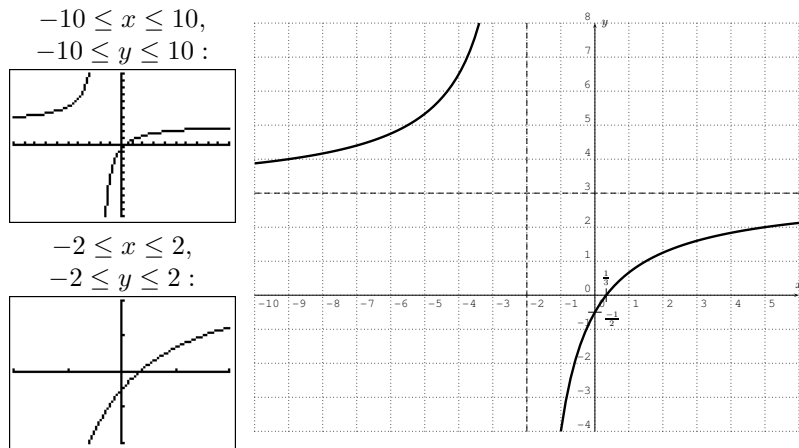 −10 ≤ x ≤ 10,
−10 ≤ y ≤ 10 :
−2 ≤ x ≤ 2,
−2 ≤ y ≤ 2 :
y
8
7
6
5
4
3
2
1
0
−1
−2
−3
−4
−10 −9 −8 −7 −6 −5 −4 −3 −2 −1 0 1 2 3 4 5
1/3
−1/2
x